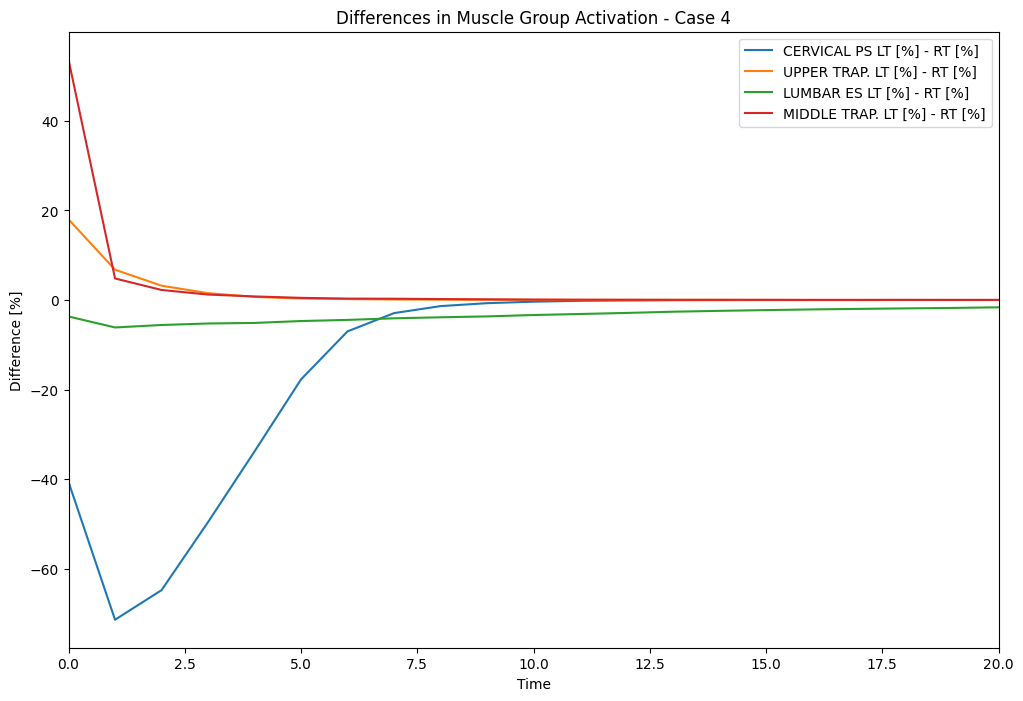 Differences in Muscle Group Activation - Case 4
CERVICAL PS LT [%] - RT [%]
UPPER TRAP. LT [%] - RT [%]
LUMBAR ES LT [%] - RT [%]
MIDDLE TRAP. LT [%] - RT [%]
Difference [%]
40
20
0
−20
−40
−60
0.0 2.5 5.0 7.5 10.0 12.5 15.0 17.5 20.0
Time